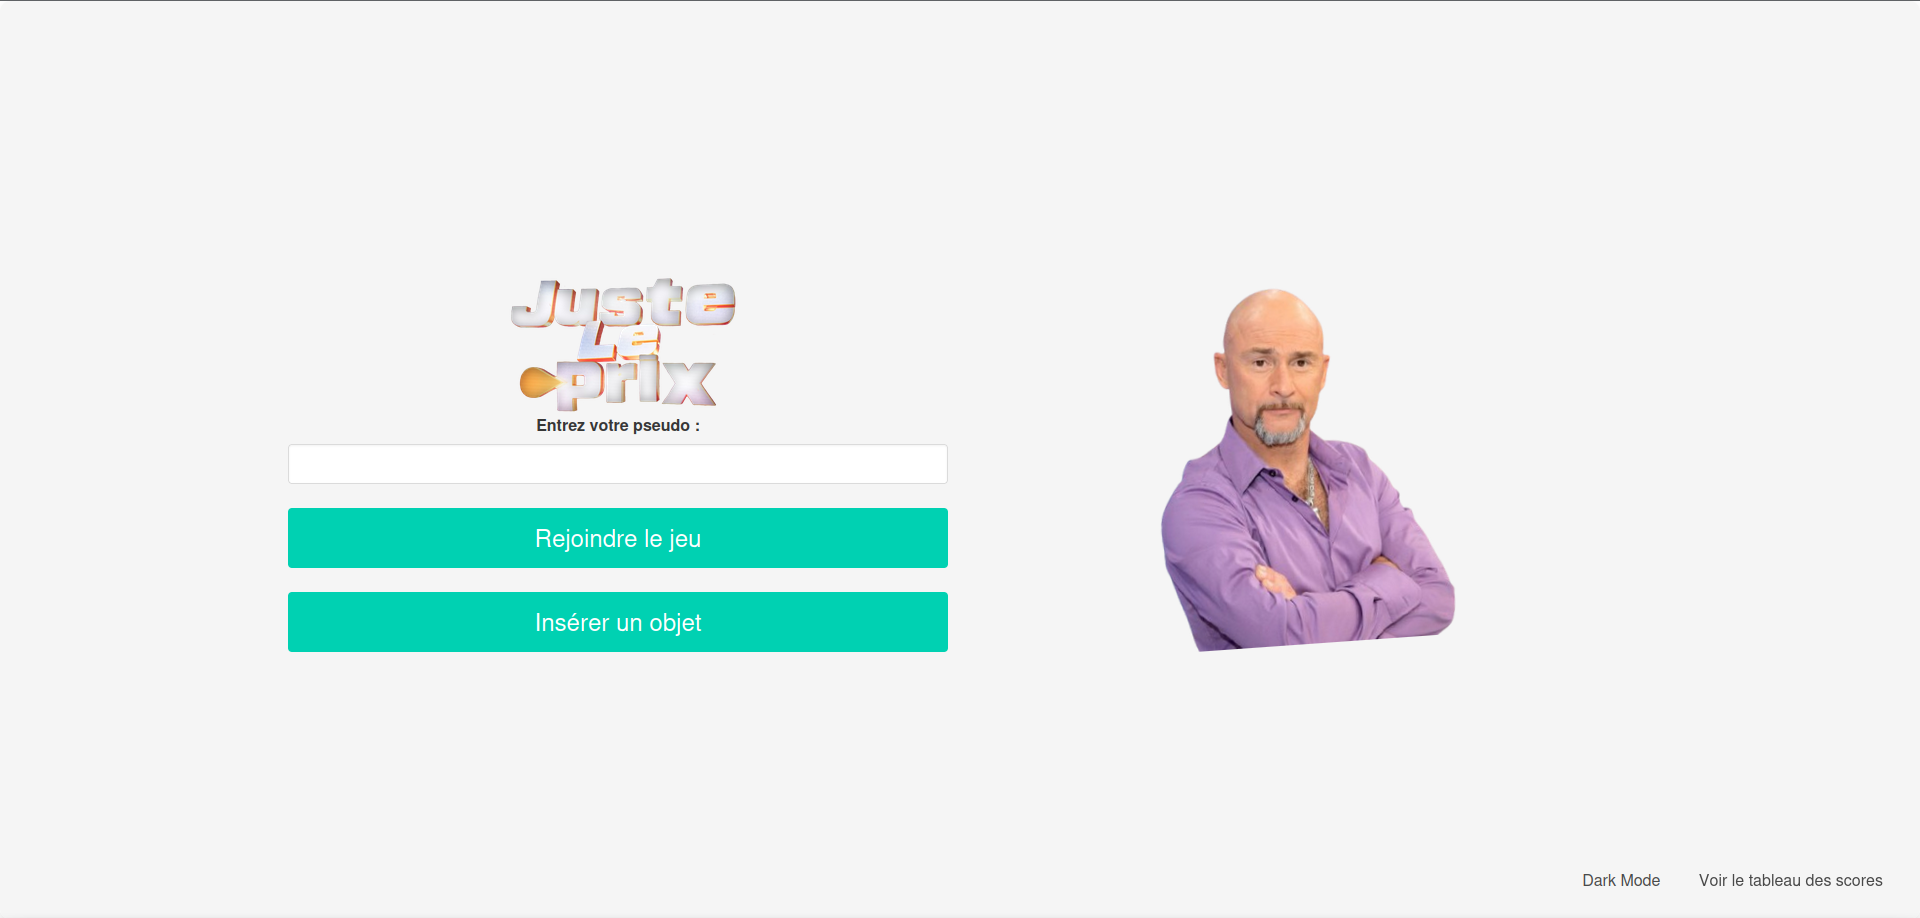 Juste
Le
prix
Entrez votre pseudo :
Rejoindre le jeu
Insérer un objet
Dark Mode
Voir le tableau des scores